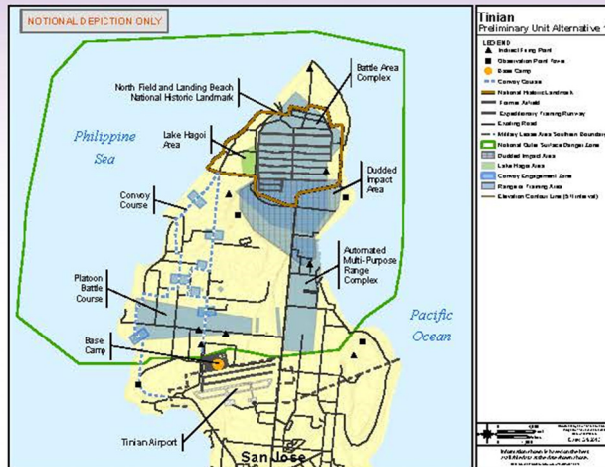 NOTIONAL DEPICTION ONLY
Battle Area
Complex
North Field and Landing Beach
National Historic Landmark
Philippine
Sea
Lake Hagoi
Area
Convoy
Course
Dudded
Impact
Area
Automated
Multi-Purpose
Range
Complex
Platoon
Battle
Course
Base
Camp
Pacific
Ocean
Tinian Airport
San Jose
Tinian
Preliminary Unit Alternative
LEGEND
Indirect Firing Point
Observation Point Area
Base Camp
Convoy Course
National Historic Landmark
Former Airfield
Expeditionary Training Runway
Existing Road
Military Lease Area Southern Boundary
Notional Outer Surface Danger Zone
Dudded Impact Area
Lake Hagoi Area
Convoy Engagement Area
Range or Training Area